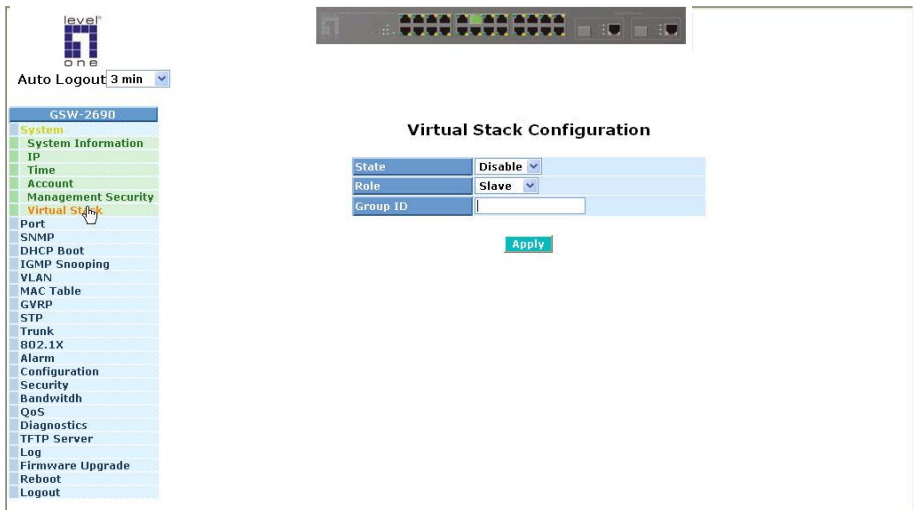 level
one
Auto Logout 3 min
GSW-2690
System
System Information
IP
Time
Account
Management Security
Virtual Stack
Port
SNMP
DHCP Boot
IGMP Snooping
VLAN
MAC Table
GVRP
STP
Trunk
802.1X
Alarm
Configuration
Security
Bandwitdh
QoS
Diagnostics
TFTP Server
Log
Firmware Upgrade
Reboot
Logout
Virtual Stack Configuration
State Disable
Role Slave
Group ID
Apply